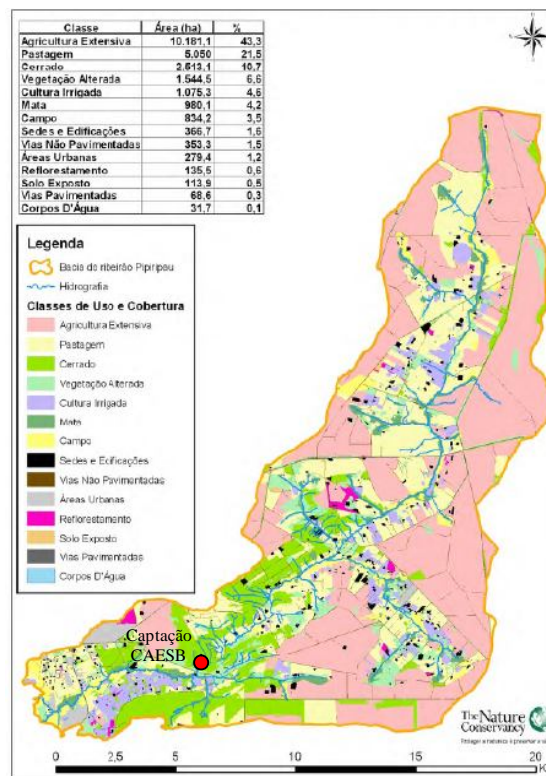 Classe Área (ha) %
Agricultura Extensiva 10.181,1 43,3
Pastagem 5.050 21,5
Cerrado 2.513,1 10,7
Vegetação Alterada 1.544,5 6,6
Cultura Irrigada 1.075,3 4,6
Mata 980,1 4,2
Campo 834,2 3,5
Sedes e Edificações 366,7 1,6
Vias Não Pavimentadas 353,3 1,5
Áreas Urbanas 279,4 1,2
Reflorestamento 135,5 0,6
Solo Exposto 113,9 0,5
Vias Pavimentadas 68,6 0,3
Corpos D'Água 31,7 0,1
Legenda
Bacia do ribeirão Pipiripau
Hidrografia
Classes de Uso e Cobertura
Agricultura Extensiva
Pastagem
Cerrado
Vegetação Alterada
Cultura Irrigada
Mata
Campo
Sedes e Edificações
Vias Não Pavimentadas
Áreas Urbanas
Reflorestamento
Solo Exposto
Vias Pavimentadas
Corpos D'Água
Captação
CAESB
The Nature
Conservancy
0 2,5 5 10 15 20